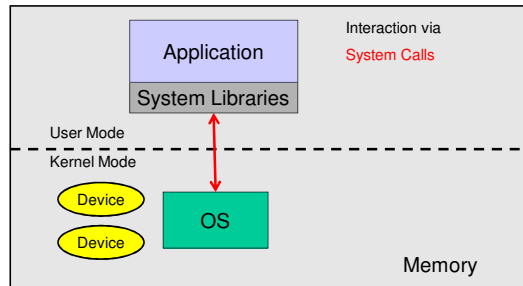 Interaction via
System Calls
Application
System Libraries
User Mode
Kernel Mode
Device
Device
OS
Memory